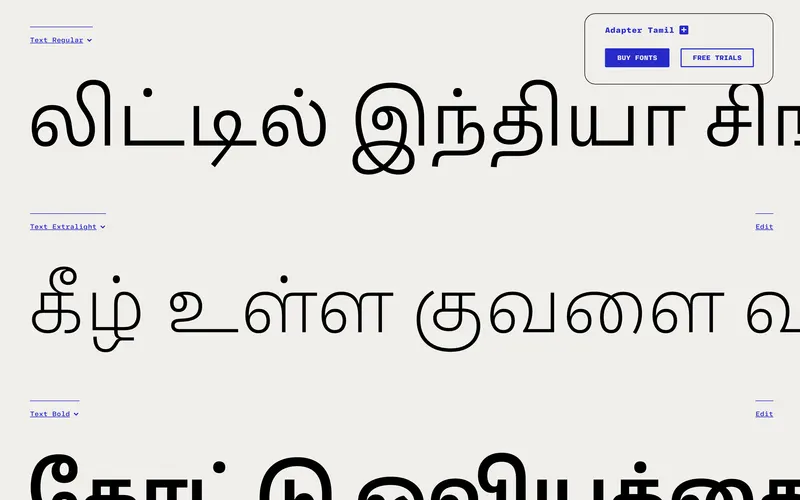 Adapter Tamil +
BUY FONTS
FREE TRIALS
Text Regular
லிட்டில் இந்தியா
Text Extralight
Edit
கீழ் உள்ள குவளை
Text Bold
Edit